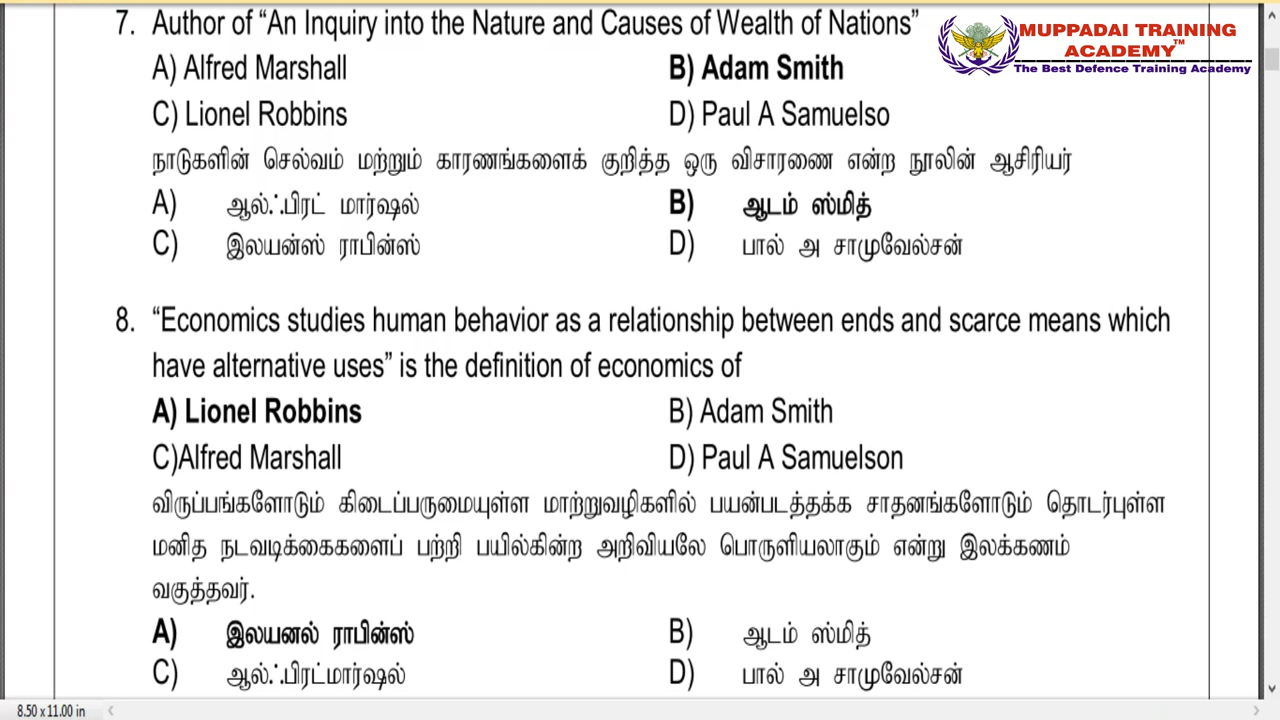 7. Author of “An Inquiry into the Nature and Causes of Wealth of Nations”
MUPPADAI TRAINING
ACADEMY™
The Best Defence Training Academy
A) Alfred Marshall B) Adam Smith
C) Lionel Robbins D) Paul A Samuelso
நாடுகளின் செல்வம் மற்றும் காரணங்களைக் குறித்த ஒரு விசாரணை என்ற நூலின் ஆசிரியர்
A) ஆல்ஃபிரட் மார்ஷல் B) ஆடம் ஸ்மித்
C) இலயன்ஸ் ராபின்ஸ் D) பால் அ சாமுவேல்சன்
8. “Economics studies human behavior as a relationship between ends and scarce means which
have alternative uses” is the definition of economics of
A) Lionel Robbins B) Adam Smith
C)Alfred Marshall D) Paul A Samuelson
விருப்பங்களோடும் கிடைப்பருமையுள்ள மாற்றுவழிகளில் பயன்படத்தக்க சாதனங்களோடும் தொடர்புள்ள
மனித நடவடிக்கைகளைப் பற்றி பயில்கின்ற அறிவியலே பொருளியலாகும் என்று இலக்கணம்
வகுத்தவர்.
A) இலயனல் ராபின்ஸ் B) ஆடம் ஸ்மித்
C) ஆல்ஃபிரட்மார்ஷல் D) பால் அ சாமுவேல்சன்
8.50 x 11.00 in